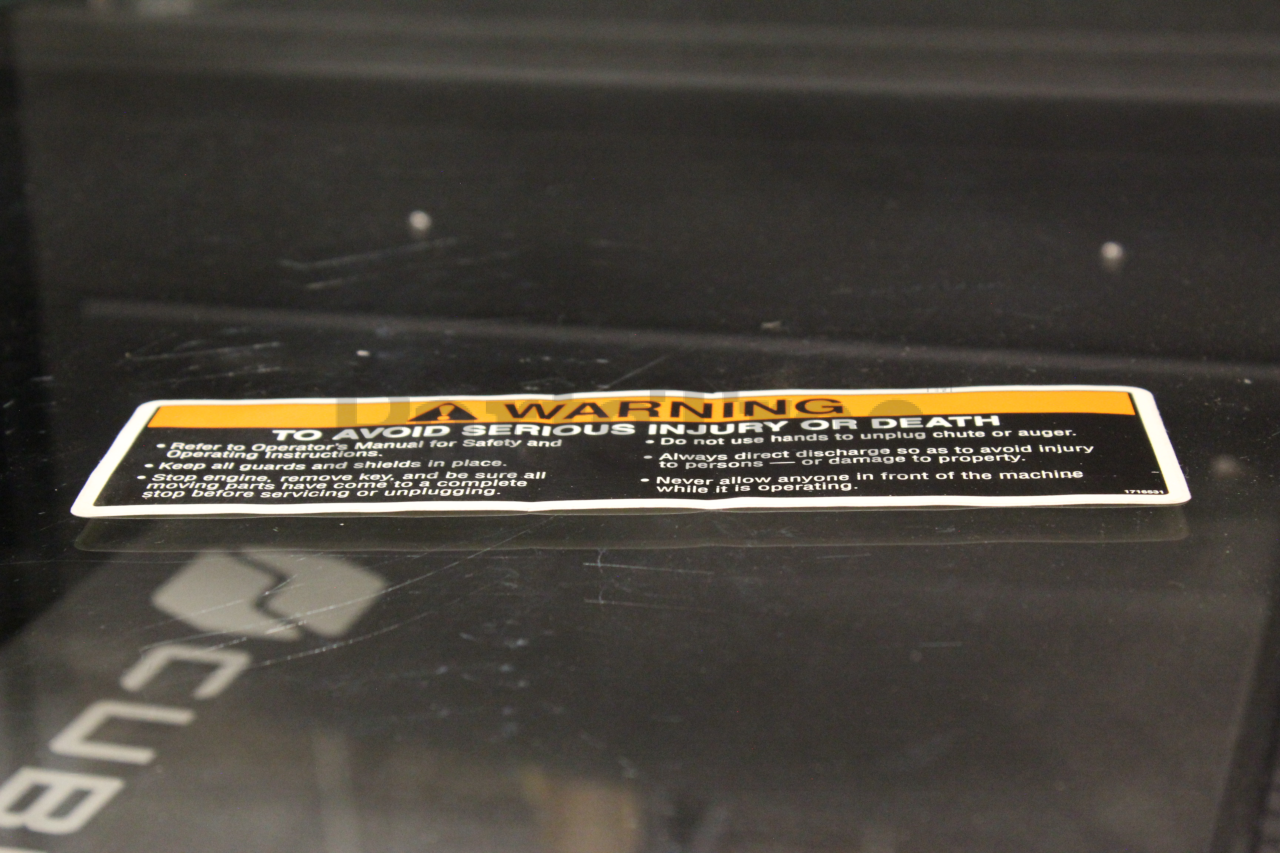 WARNING
TO AVOID SERIOUS INJURY OR DEATH
• Refer to Operator's Manual for Safety and
Operating Instructions.
• Keep all guards and shields in place.
• Stop engine, remove key, and be sure all
moving parts have come to a complete
stop before servicing or unplugging.
• Do not use hands to unplug chute or auger.
• Always direct discharge so as to avoid injury
to persons — or damage to property.
• Never allow anyone in front of the machine
while it is operating.
CUB